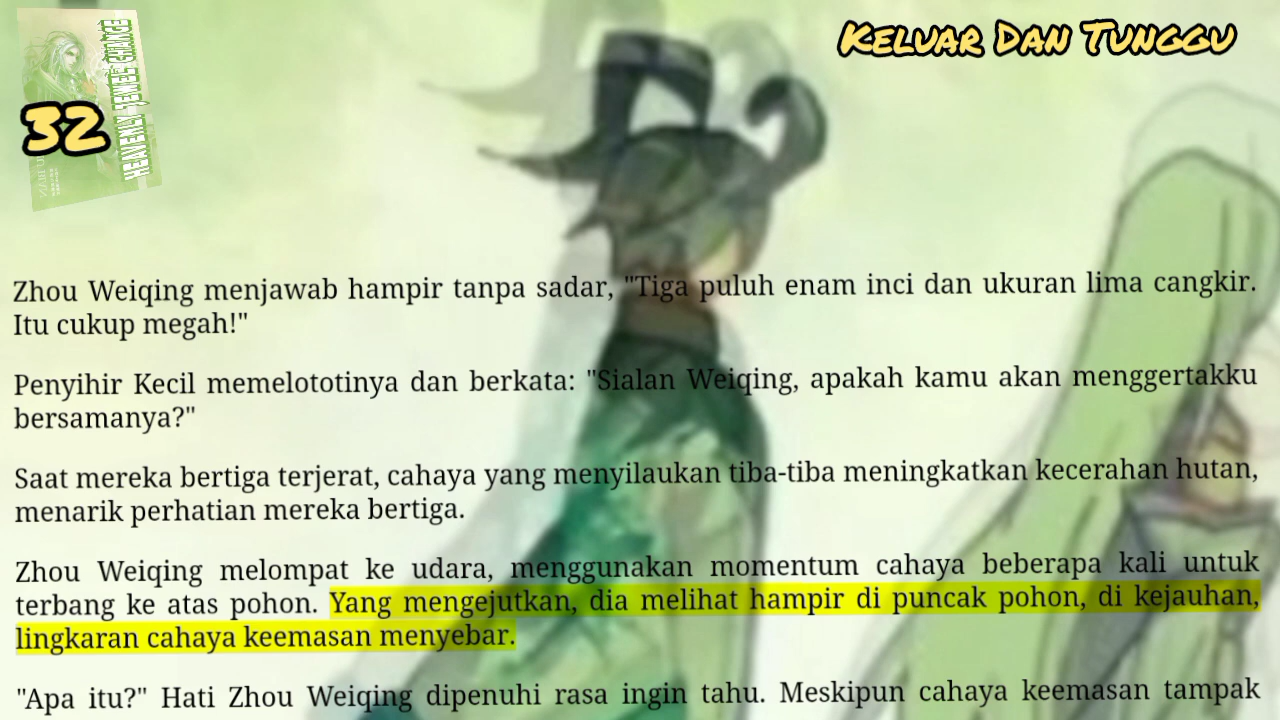 Keluar Dan Tunggu
32
HEAVENLY JEWEL CHANGE
Zhou Weiqing menjawab hampir tanpa sadar, "Tiga puluh enam inci dan ukuran lima cangkir.
Itu cukup megah!"
Penyihir Kecil memelototinya dan berkata: "Sialan Weiqing, apakah kamu akan menggertakku
bersamanya?"
Saat mereka bertiga terjerat, cahaya yang menyilaukan tiba-tiba meningkatkan kecerahan hutan,
menarik perhatian mereka bertiga.
Zhou Weiqing melompat ke udara, menggunakan momentum cahaya beberapa kali untuk
terbang ke atas pohon. Yang mengejutkan, dia melihat hampir di puncak pohon, di kejauhan,
lingkaran cahaya keemasan menyebar.
"Apa itu?" Hati Zhou Weiqing dipenuhi rasa ingin tahu. Meskipun cahaya keemasan tampak